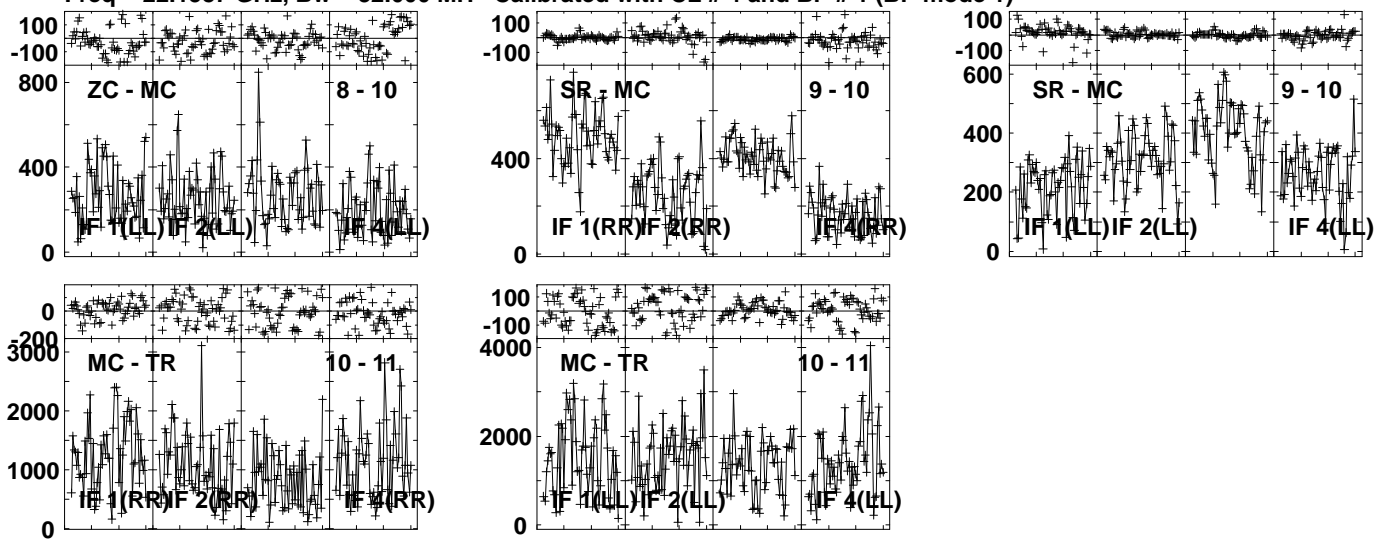 100
-100
800
400
0
ZC - MC 8 - 10
IF 1(LL) IF 2(LL) IF 4(LL)
100
-100
400
0
SR - MC 9 - 10
IF 1(RR) IF 2(RR) IF 4(RR)
100
-100
600
400
200
0
SR - MC 9 - 10
IF 1(LL) IF 2(LL) IF 4(LL)
0
-200
3000
2000
1000
0
MC - TR 10 - 11
IF 1(RR) IF 2(RR) IF 4(RR)
100
-100
4000
2000
0
MC - TR 10 - 11
IF 1(LL) IF 2(LL) IF 4(LL)